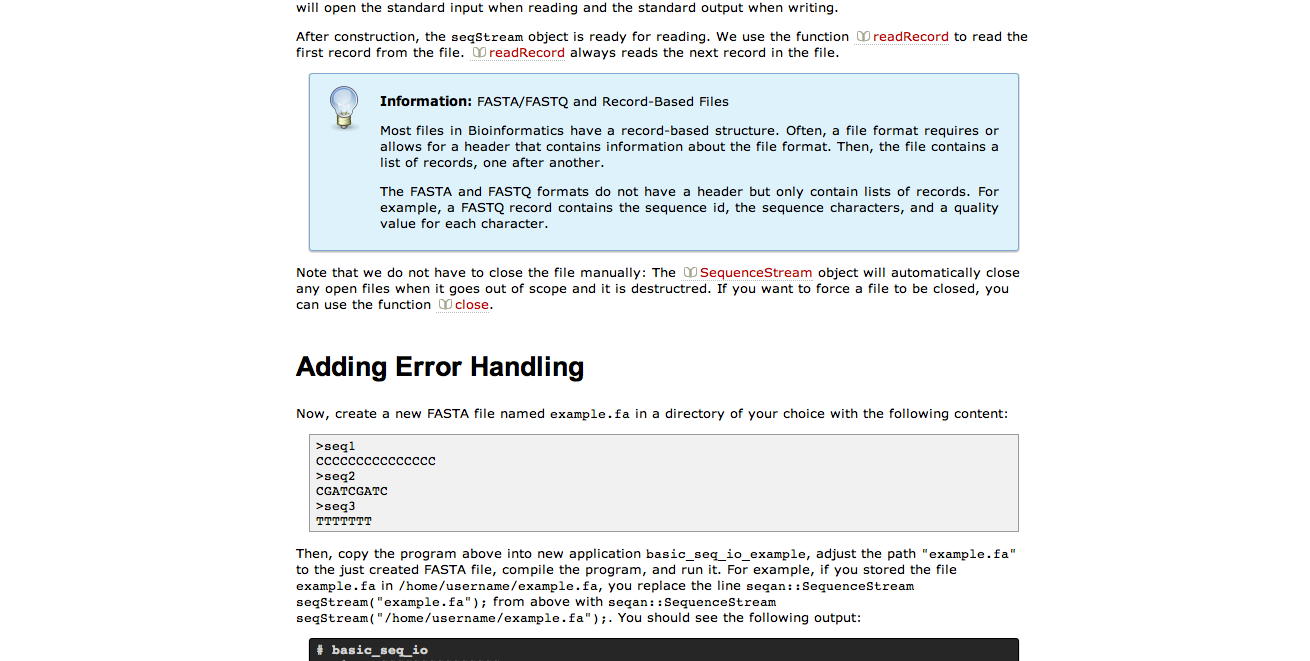 will open the standard input when reading and the standard output when writing.
After construction, the seqStream object is ready for reading. We use the function readRecord to read the
first record from the file. readRecord always reads the next record in the file.
Information: FASTA/FASTQ and Record-Based Files
Most files in Bioinformatics have a record-based structure. Often, a file format requires or
allows for a header that contains information about the file format. Then, the file contains a
list of records, one after another.
The FASTA and FASTQ formats do not have a header but only contain lists of records. For
example, a FASTQ record contains the sequence id, the sequence characters, and a quality
value for each character.
Note that we do not have to close the file manually: The SequenceStream object will automatically close
any open files when it goes out of scope and it is destructred. If you want to force a file to be closed, you
can use the function close.
Adding Error Handling
Now, create a new FASTA file named example.fa in a directory of your choice with the following content:
>seq1
CCCCCCCCCCCCCCC
>seq2
CGATCGATC
>seq3
TTTTTTT
Then, copy the program above into new application basic_seq_io_example, adjust the path "example.fa"
to the just created FASTA file, compile the program, and run it. For example, if you stored the file
example.fa in /home/username/example.fa, you replace the line seqan::SequenceStream
seqStream("example.fa"); from above with seqan::SequenceStream
seqStream("/home/username/example.fa");. You should see the following output:
# basic_seq_io